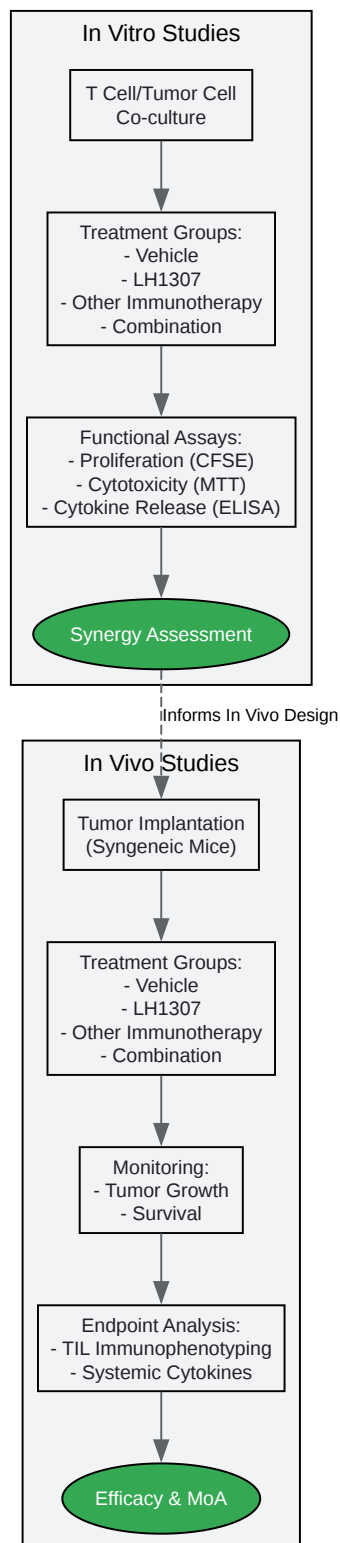 In Vitro Studies
T Cell/Tumor Cell
Co-culture
Treatment Groups:
- Vehicle
- LH1307
- Other Immunotherapy
- Combination
Functional Assays:
- Proliferation (CFSE)
- Cytotoxicity (MTT)
- Cytokine Release (ELISA)
Synergy Assessment
Informs In Vivo Design
In Vivo Studies
Tumor Implantation
(Syngeneic Mice)
Treatment Groups:
- Vehicle
- LH1307
- Other Immunotherapy
- Combination
Monitoring:
- Tumor Growth
- Survival
Endpoint Analysis:
- TIL Immunophenotyping
- Systemic Cytokines
Efficacy & MoA